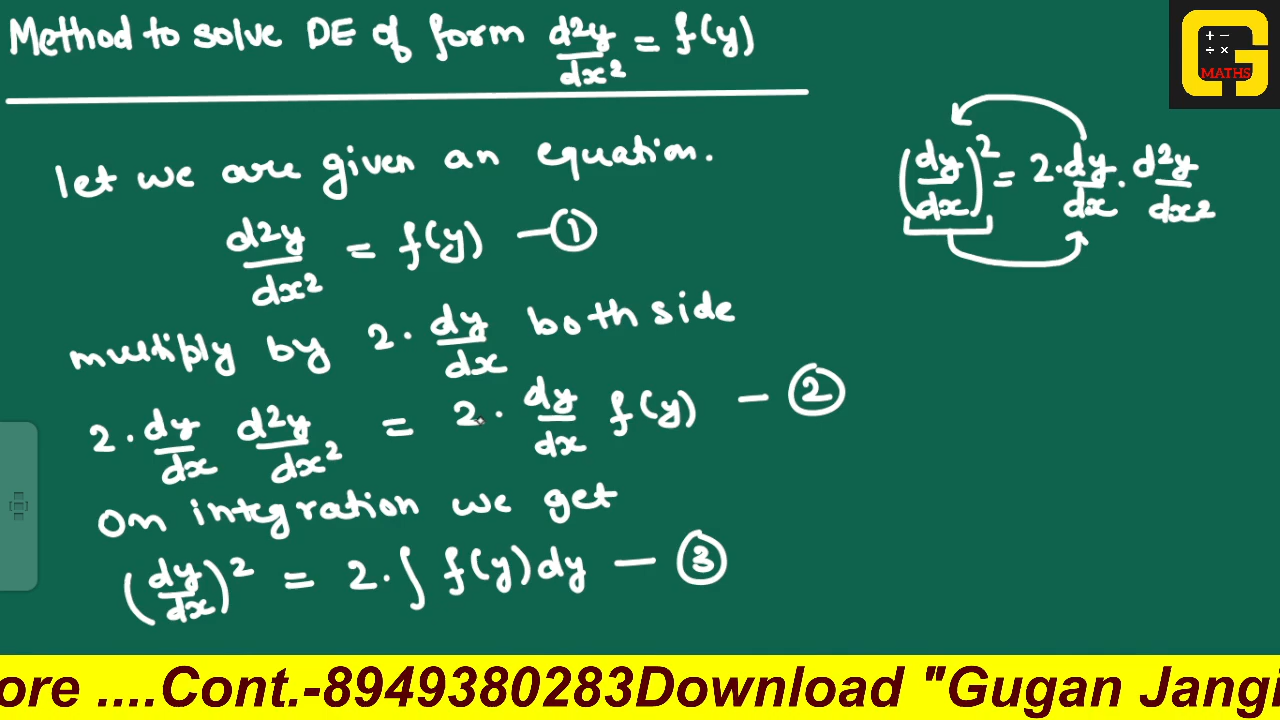 Method to solve DE of form d2y/dx2 = f(y)
+ −
÷ ×
MATHS
let we are given an equation.
d2y/dx2 = f(y) — ①
(dy/dx)2 = 2·dy/dx · d2y/dx2
multiply by 2·dy/dx both side
2·dy/dx d2y/dx2 = 2·dy/dx f(y) — ②
on integration we get
(dy/dx)2 = 2·∫ f(y)dy — ③
ore ....Cont.-8949380283Download "Gugan Jangi